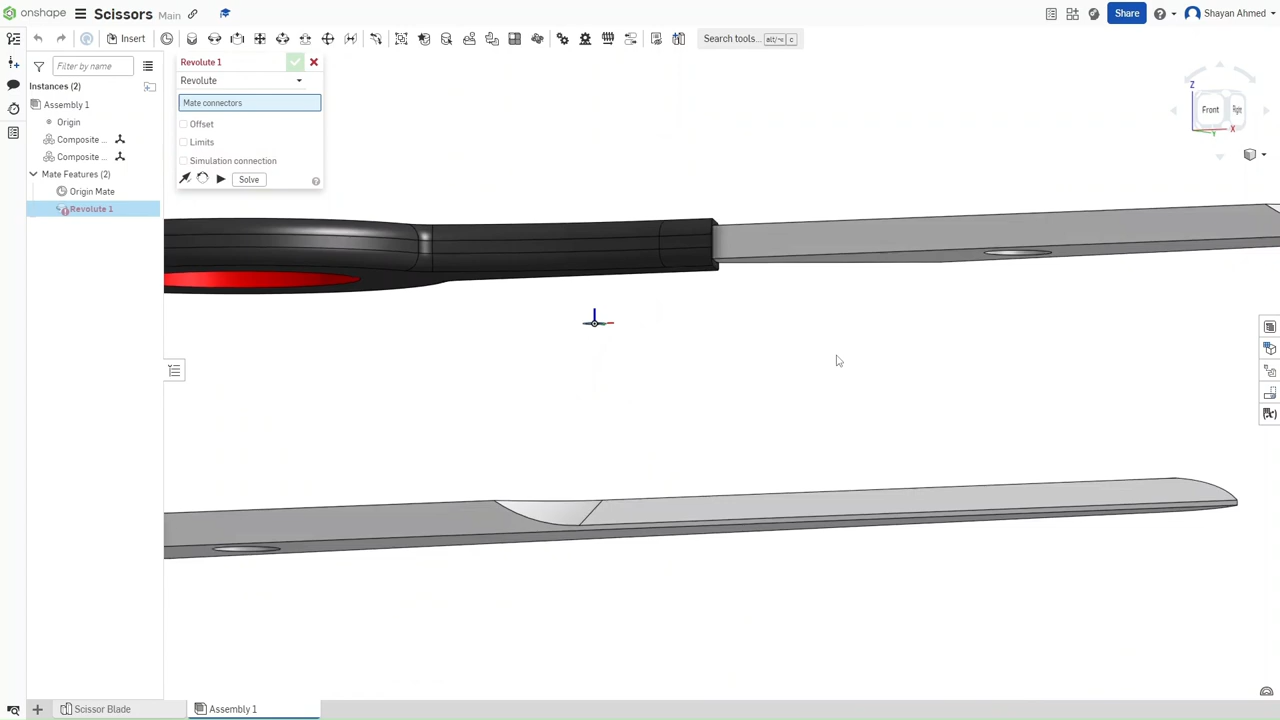 onshape
Scissors
Main
Share
Shayan Ahmed
Insert
Search tools...
alt/⌥
c
Filter by name
Instances (2)
Assembly 1
Origin
Composite ...
Composite ...
Mate Features (2)
Origin Mate
Revolute 1
Revolute 1
Revolute
Mate connectors
Offset
Limits
Simulation connection
Solve
Z
Front
Right
X
Y
Scissor Blade
Assembly 1